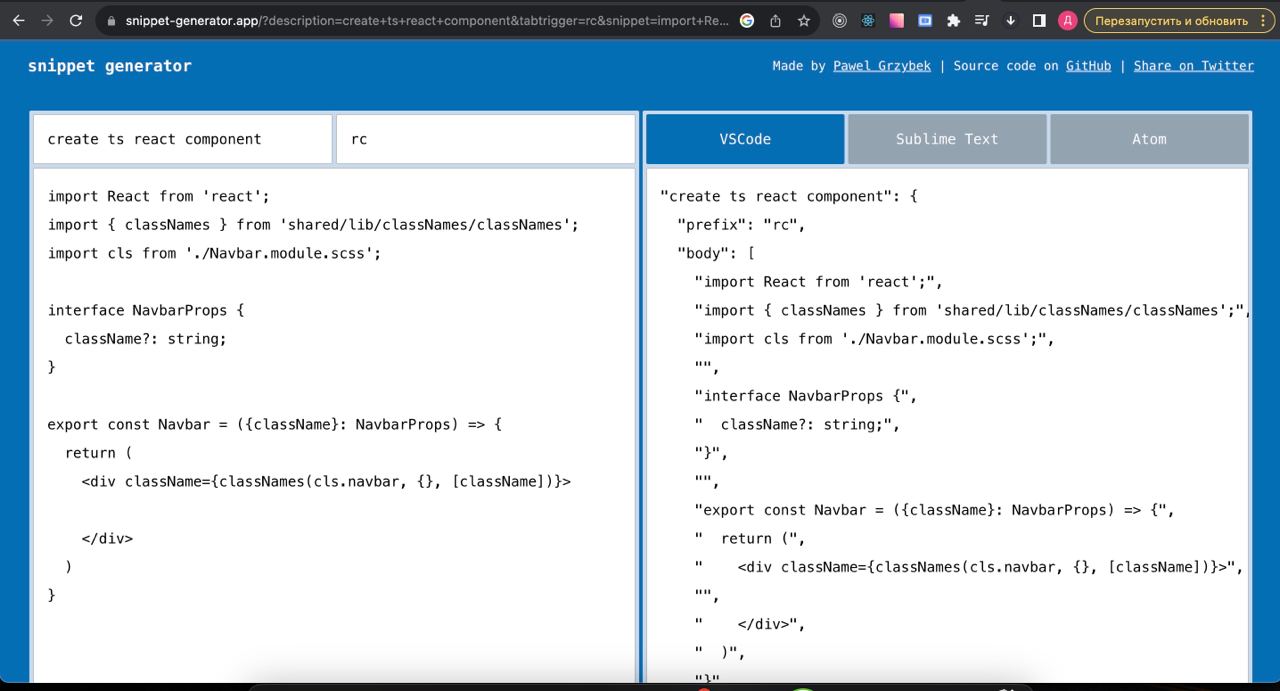 snippet-generator.app/?description=create+ts+react+component&tabtrigger=rc&snippet=import+Re...
Д
Перезапустить и обновить
snippet generator
Made by Pawel Grzybek | Source code on GitHub | Share on Twitter
create ts react component
rc
import React from 'react';
import { classNames } from 'shared/lib/classNames/classNames';
import cls from './Navbar.module.scss';
interface NavbarProps {
className?: string;
}
export const Navbar = ({className}: NavbarProps) => {
return (
<div className={classNames(cls.navbar, {}, [className])}>
</div>
)
}
VSCode
Sublime Text
Atom
"create ts react component": {
"prefix": "rc",
"body": [
"import React from 'react';",
"import { classNames } from 'shared/lib/classNames/classNames';",
"import cls from './Navbar.module.scss';",
"",
"interface NavbarProps {",
"  className?: string;",
"}",
"",
"export const Navbar = ({className}: NavbarProps) => {",
"  return (",
"    <div className={classNames(cls.navbar, {}, [className])}>",
"",
"    </div>",
"  )",
"}"